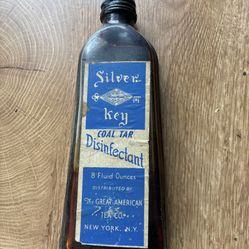 Silver
Key
COAL TAR
Disinfectant
8 Fluid Ounces
DISTRIBUTED BY
The GREAT AMERICAN
TEA CO.
NEW YORK, N.Y.